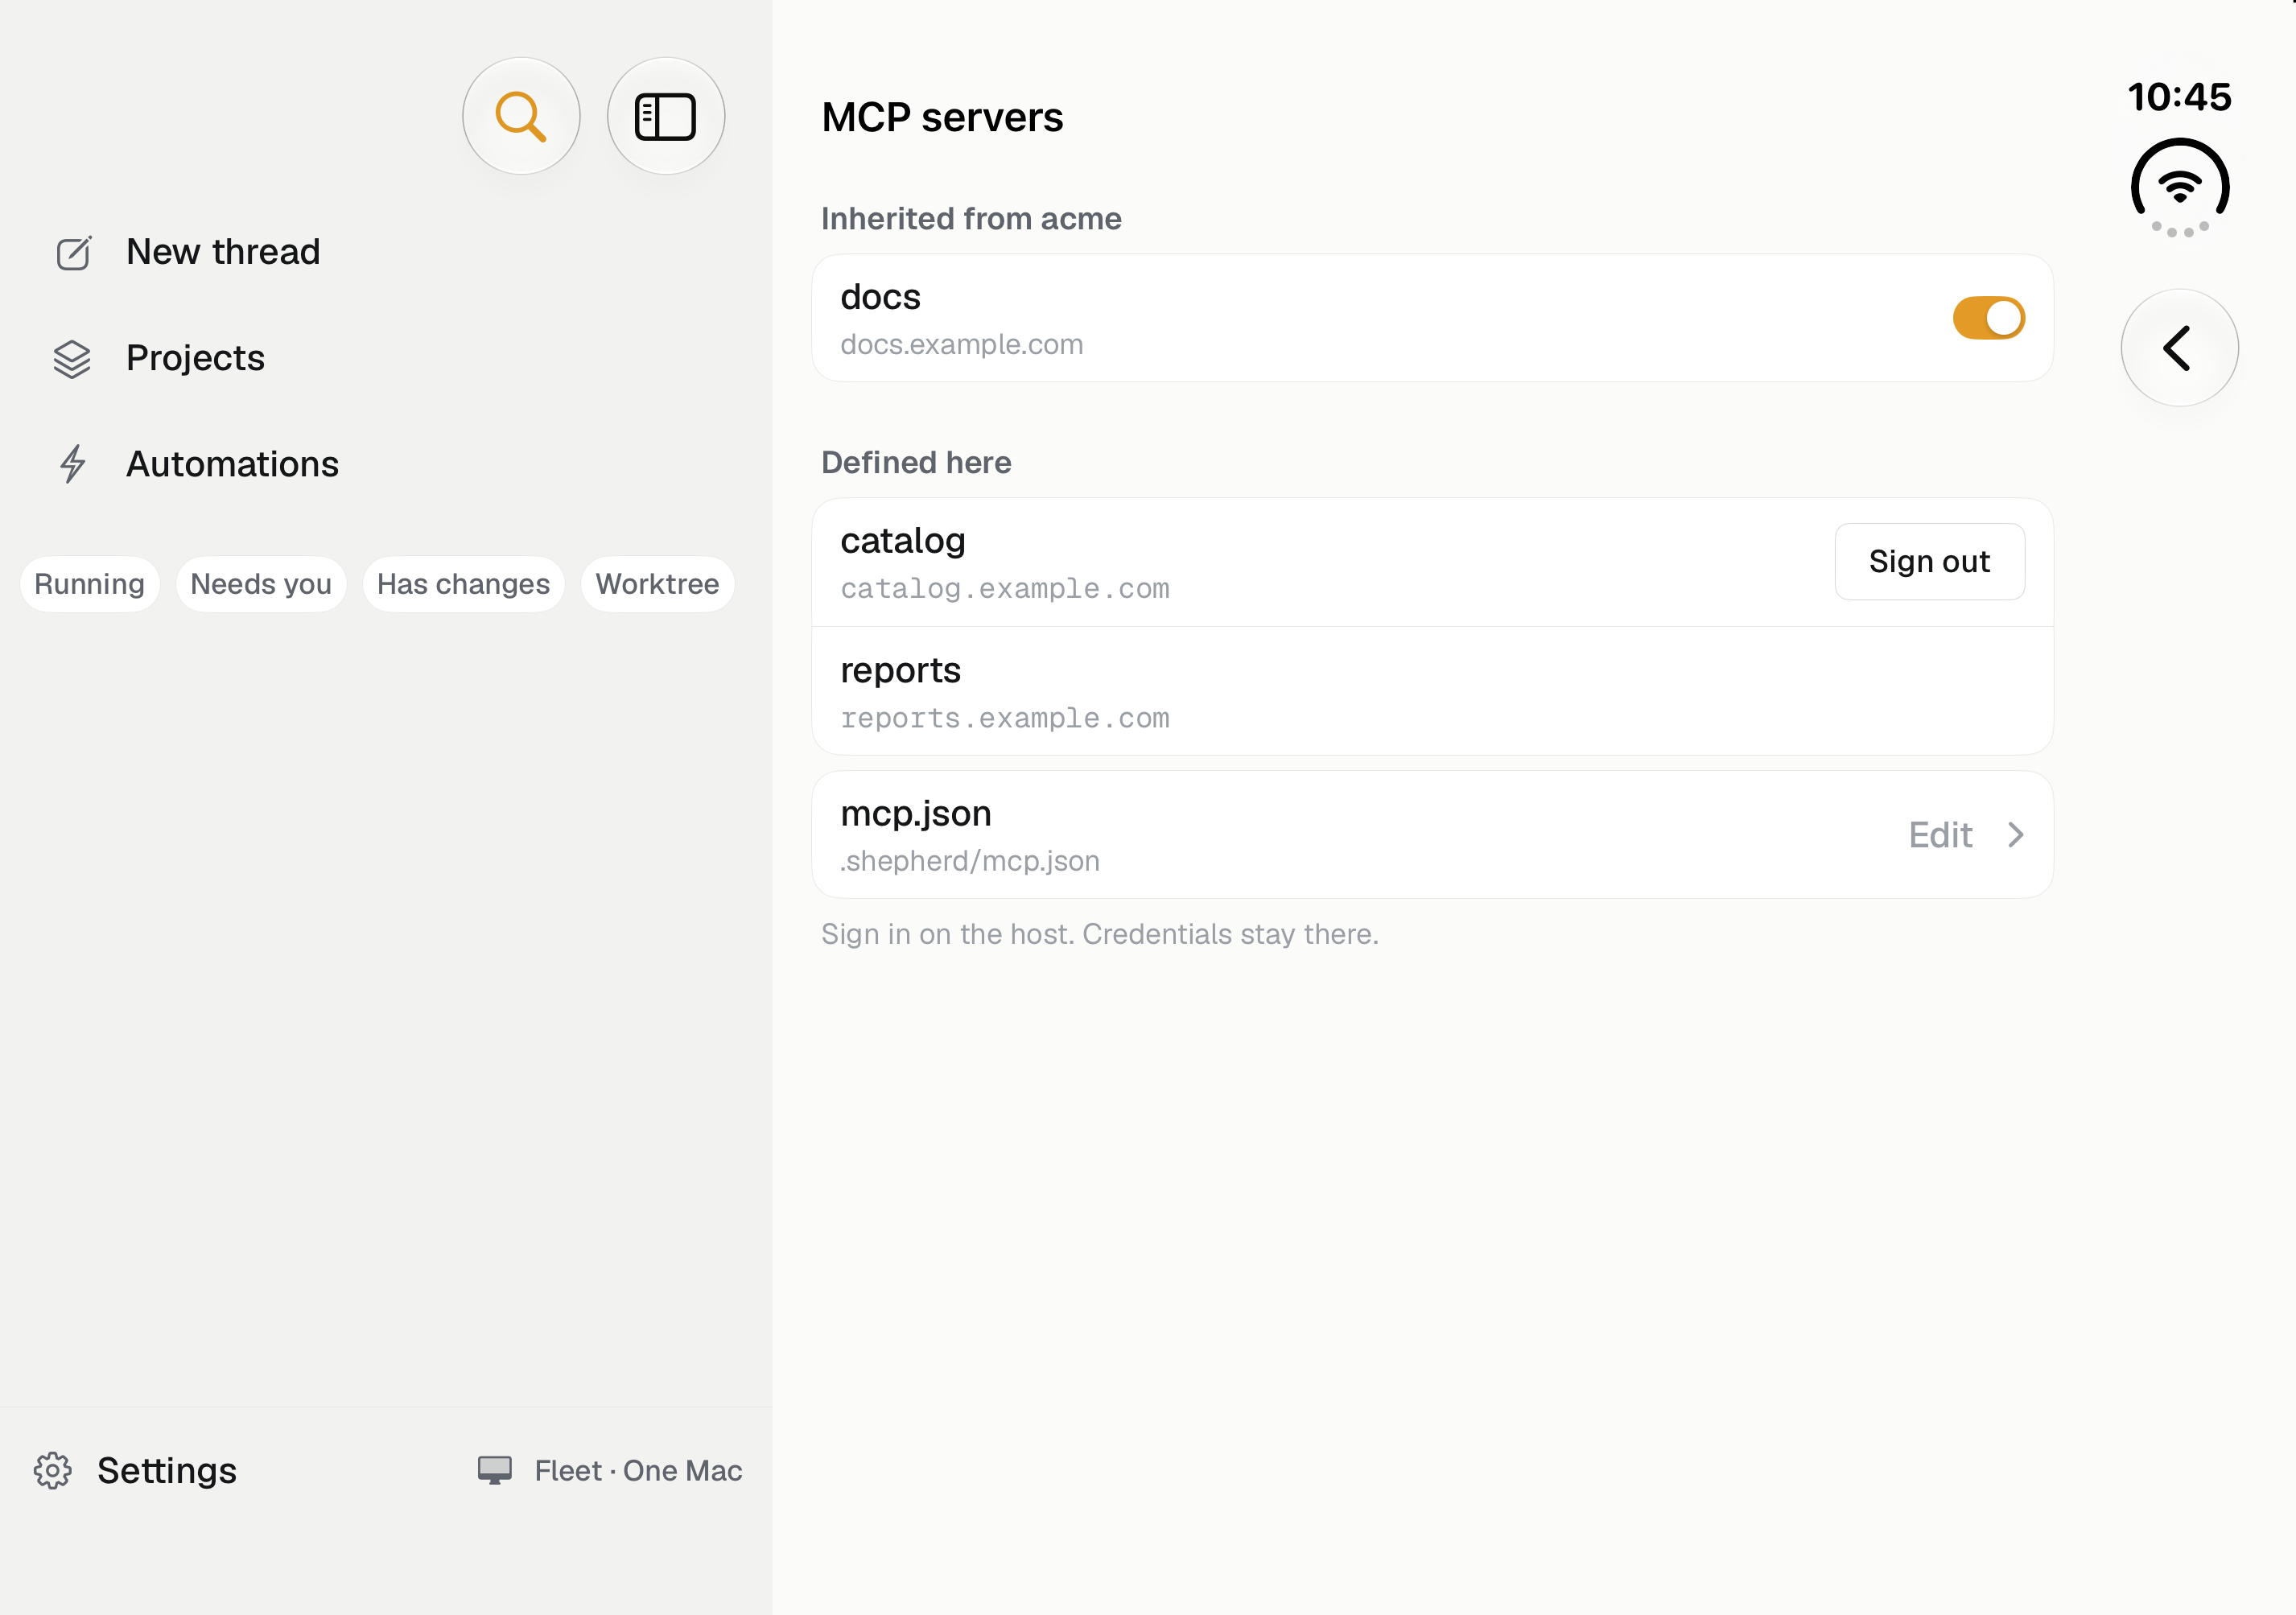 New thread
Projects
Automations
Running
Needs you
Has changes
Worktree
Settings
Fleet · One Mac
MCP servers
Inherited from acme
docs
docs.example.com
Defined here
catalog
catalog.example.com
Sign out
reports
reports.example.com
mcp.json
.shepherd/mcp.json
Edit
Sign in on the host. Credentials stay there.
10:45